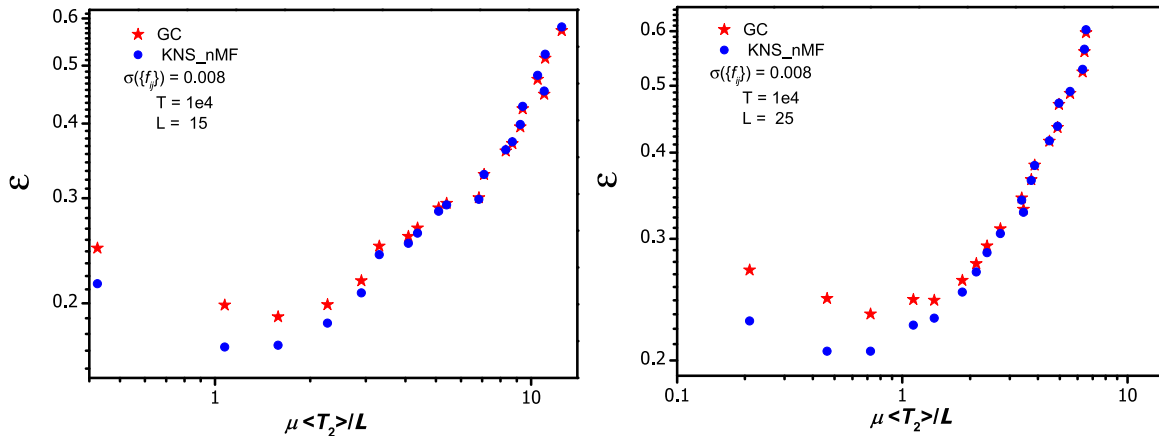 0.6
0.5
0.4
0.3
0.2
ε
GC
KNS_nMF
σ({f_ij}) = 0.008
T = 1e4
L = 15
1
10
μ <T_2>/L
0.6
0.5
0.4
0.3
0.2
ε
GC
KNS_nMF
σ({f_ij}) = 0.008
T = 1e4
L = 25
0.1
1
10
μ <T_2>/L